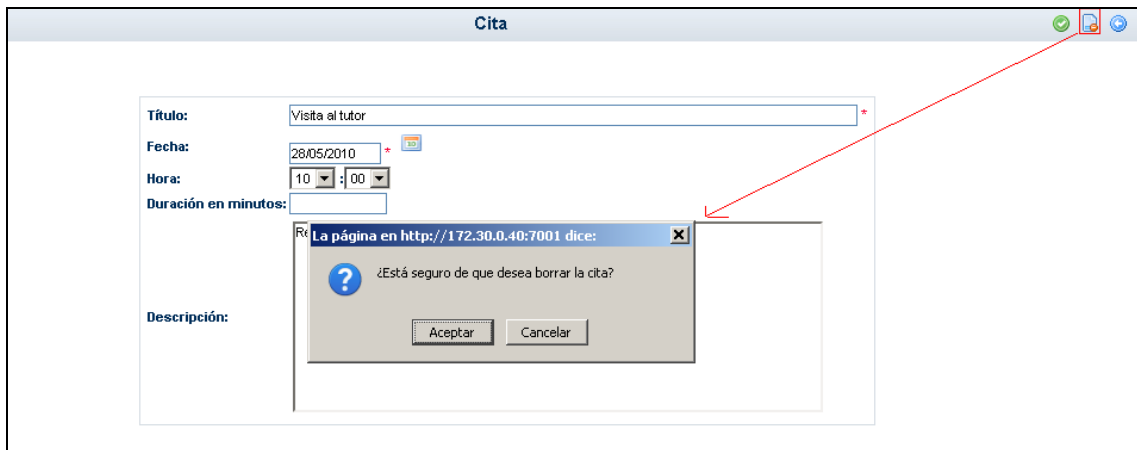 Cita
Título: Visita al tutor *
Fecha: 28/05/2010 *
Hora: 10 : 00
Duración en minutos:
Descripción:
La página en http://172.30.0.40:7001 dice:
¿Está seguro de que desea borrar la cita?
Aceptar Cancelar